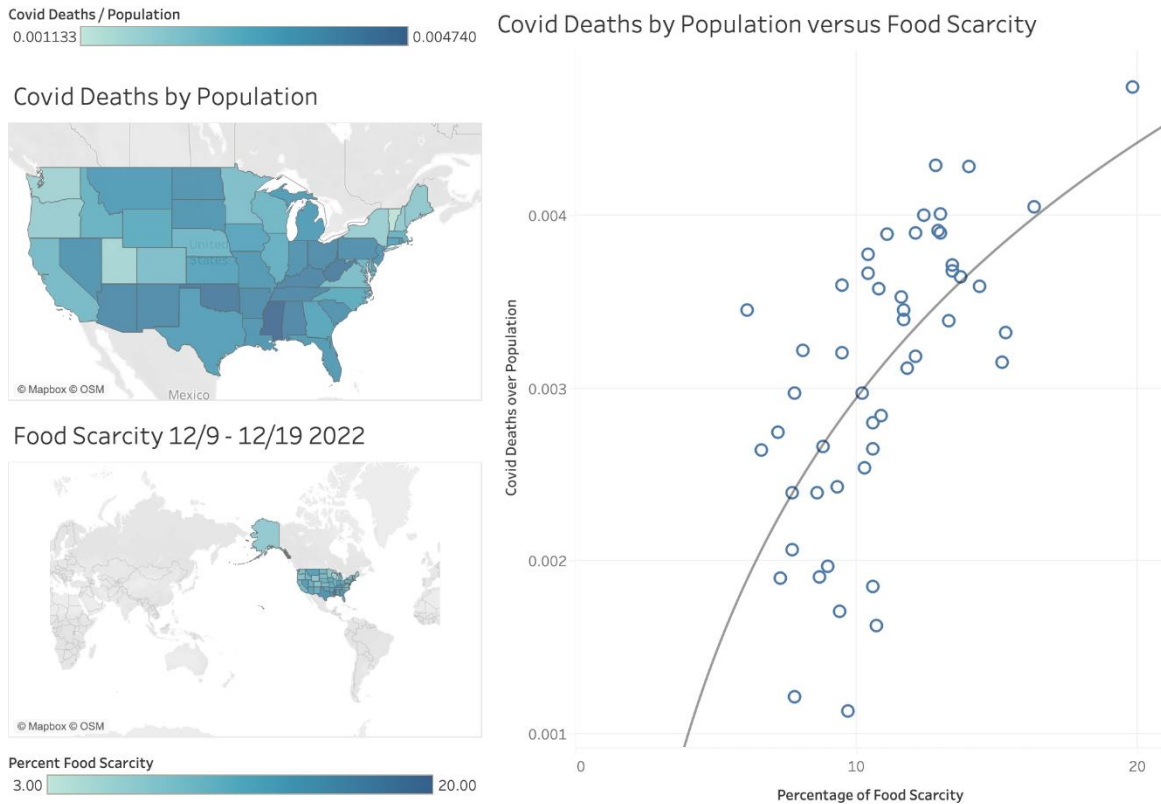 Covid Deaths / Population
0.001133 0.004740
Covid Deaths by Population
United
States
© Mapbox © OSM
Mexico
Food Scarcity 12/9 - 12/19 2022
© Mapbox © OSM
Percent Food Scarcity
3.00 20.00
Covid Deaths by Population versus Food Scarcity
Covid Deaths over Population
0.004
0.003
0.002
0.001
0 10 20
Percentage of Food Scarcity